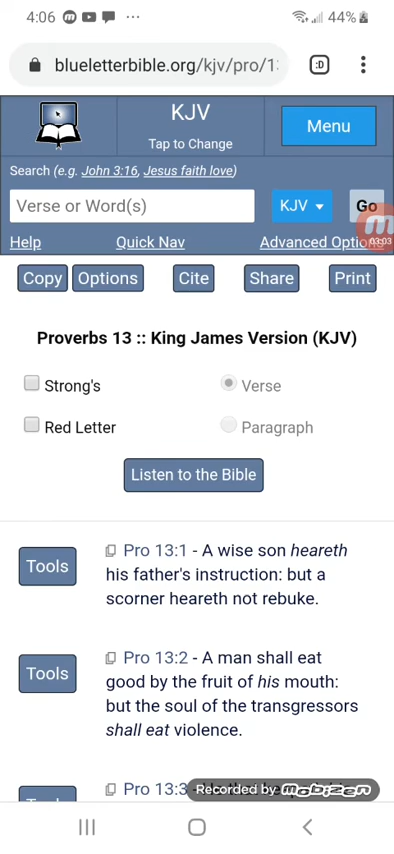 4:06 44%
blueletterbible.org/kjv/pro/1 :D
KJV
Tap to Change
Menu
Search (e.g. John 3:16, Jesus faith love)
Verse or Word(s) KJV Go
Help Quick Nav Advanced Optio
03:03
Copy Options Cite Share Print
Proverbs 13 :: King James Version (KJV)
Strong's Verse
Red Letter Paragraph
Listen to the Bible
Tools
Pro 13:1 - A wise son heareth
his father's instruction: but a
scorner heareth not rebuke.
Tools
Pro 13:2 - A man shall eat
good by the fruit of his mouth:
but the soul of the transgressors
shall eat violence.
Pro 13:3
Recorded by mobizen